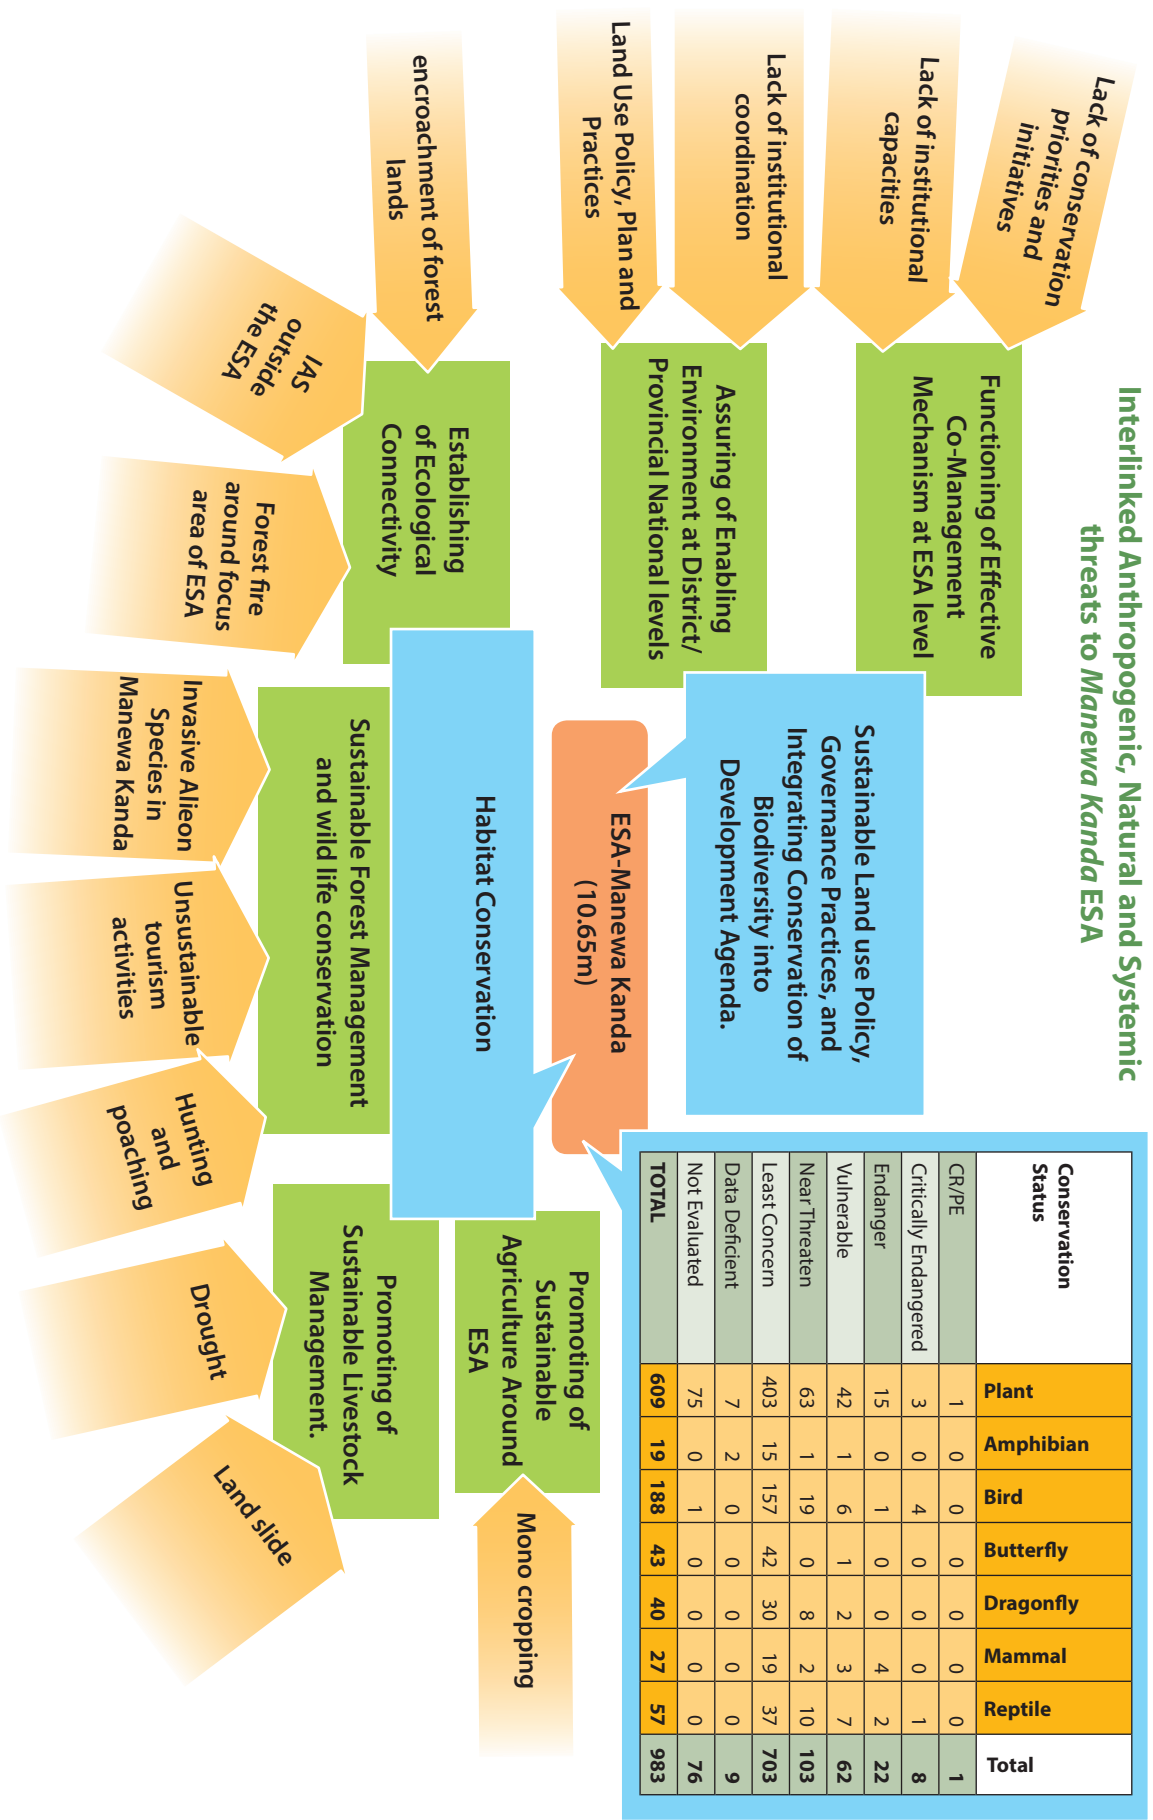 Interlinked Anthropogenic, Natural and Systemic
threats to Manewa Kanda ESA
Lack of conservation
priorities and
initiatives
Lack of institutional
capacities
Lack of institutional
coordination
Land Use Policy, Plan and
Practices
encroachment of forest
lands
IAS
outside
the ESA
Forest fire
around focus
area of ESA
Invasive Alieon
Species in
Manewa Kanda
Unsustainable
tourism
activities
Hunting
and
poaching
Drought
Land slide
Mono cropping
Functioning of Effective
Co-Management
Mechanism at ESA level
Assuring of Enabling
Environment at District/
Provincial National levels
Establishing
of Ecological
Connectivity
Sustainable Forest Management
and wild life conservation
Promoting of
Sustainable Livestock
Management.
Promoting of
Sustainable
Agriculture Around
ESA
Sustainable Land use Policy,
Governance Practices, and
Integrating Conservation of
Biodiversity into
Development Agenda.
ESA-Manewa Kanda
(10.65m)
Habitat Conservation
Conservation
Status
Plant Amphibian Bird Butterfly Dragonfly Mammal Reptile Total
CR/PE 1 0 0 0 0 0 0 1
Critically Endangered 3 0 4 0 0 0 1 8
Endanger 15 0 1 0 0 4 2 22
Vulnerable 42 1 6 1 2 3 7 62
Near Threaten 63 1 19 0 8 2 10 103
Least Concern 403 15 157 42 30 19 37 703
Data Deficient 7 2 0 0 0 0 0 9
Not Evaluated 75 0 1 0 0 0 0 76
TOTAL 609 19 188 43 40 27 57 983